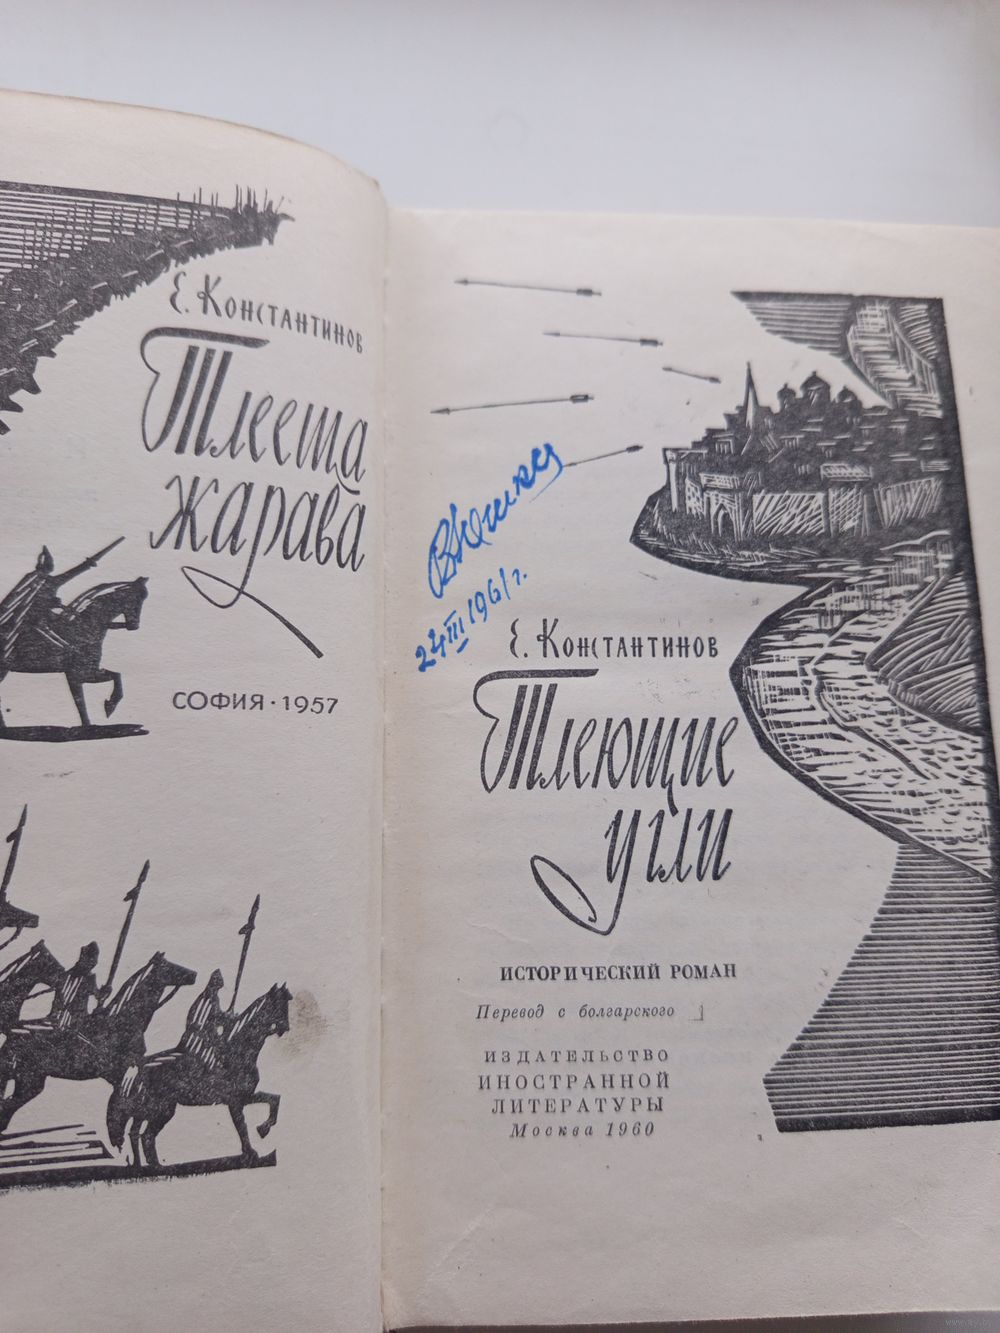 Е. Константинов
Тлееща
жарава
СОФИЯ · 1957
24 III 1961 г.
Е. Константинов
Тлеющие
угли
ИСТОРИЧЕСКИЙ РОМАН
Перевод с болгарского
ИЗДАТЕЛЬСТВО
ИНОСТРАННОЙ
ЛИТЕРАТУРЫ
Москва 1960